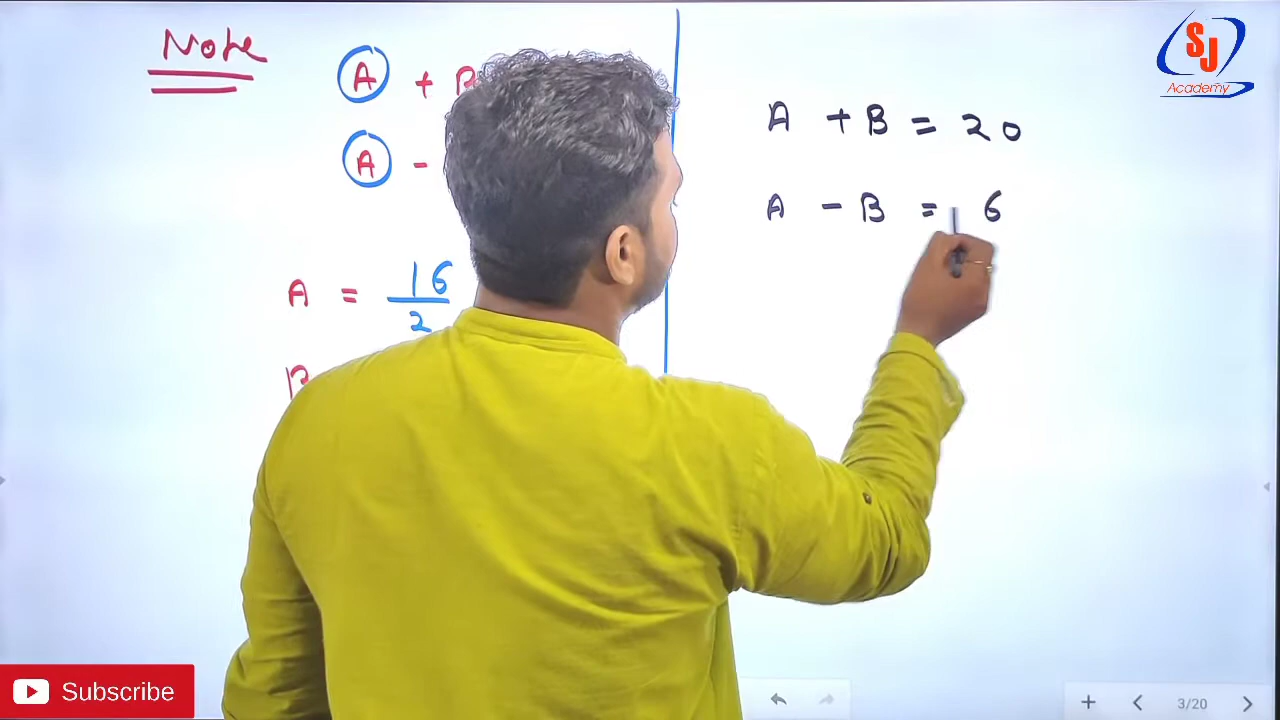 Note
A + B
A -
A = 16
2
B
A + B = 20
A - B = 6
SJ
Academy
Subscribe
3/20